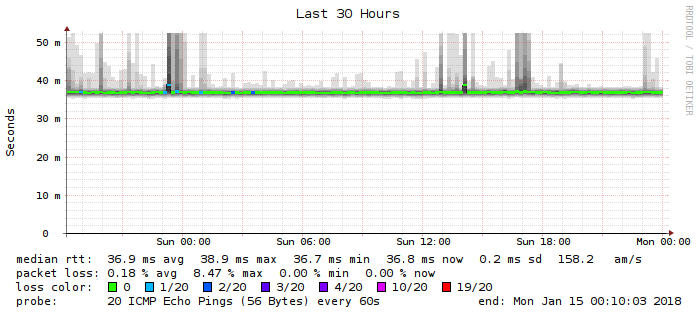 Last 30 Hours
RRDTOOL / TOBI OETIKER
Seconds
50 m
40 m
30 m
20 m
10 m
0
Sun 00:00 Sun 06:00 Sun 12:00 Sun 18:00 Mon 00:00
median rtt: 36.9 ms avg 38.9 ms max 36.7 ms min 36.8 ms now 0.2 ms sd 158.2 am/s
packet loss: 0.18 % avg 8.47 % max 0.00 % min 0.00 % now
loss color: 0 1/20 2/20 3/20 4/20 10/20 19/20
probe: 20 ICMP Echo Pings (56 Bytes) every 60s end: Mon Jan 15 00:10:03 2018